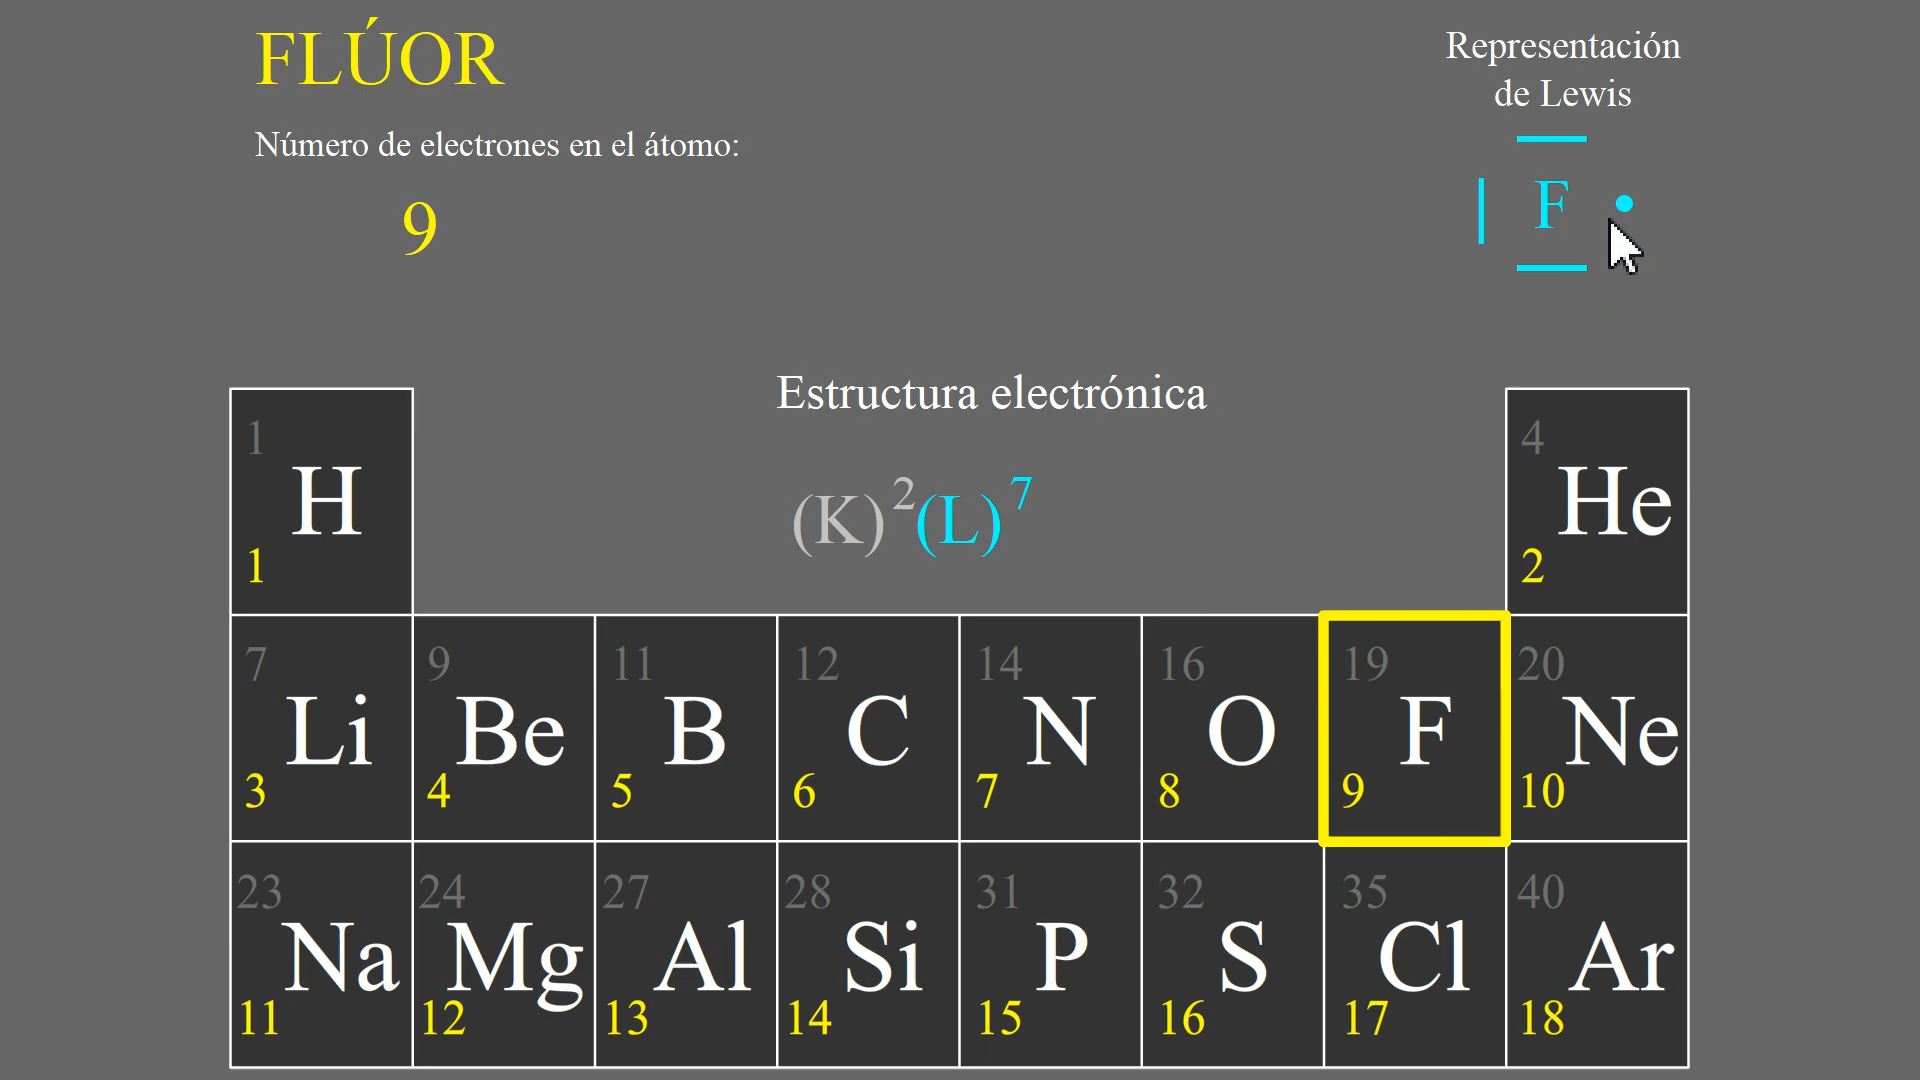 FLÚOR
Número de electrones en el átomo:
9
Representación
de Lewis
F
Estructura electrónica
(K)²(L)⁷
1 H 1
4 He 2
7 Li 3
9 Be 4
11 B 5
12 C 6
14 N 7
16 O 8
19 F 9
20 Ne 10
23 Na 11
24 Mg 12
27 Al 13
28 Si 14
31 P 15
32 S 16
35 Cl 17
40 Ar 18